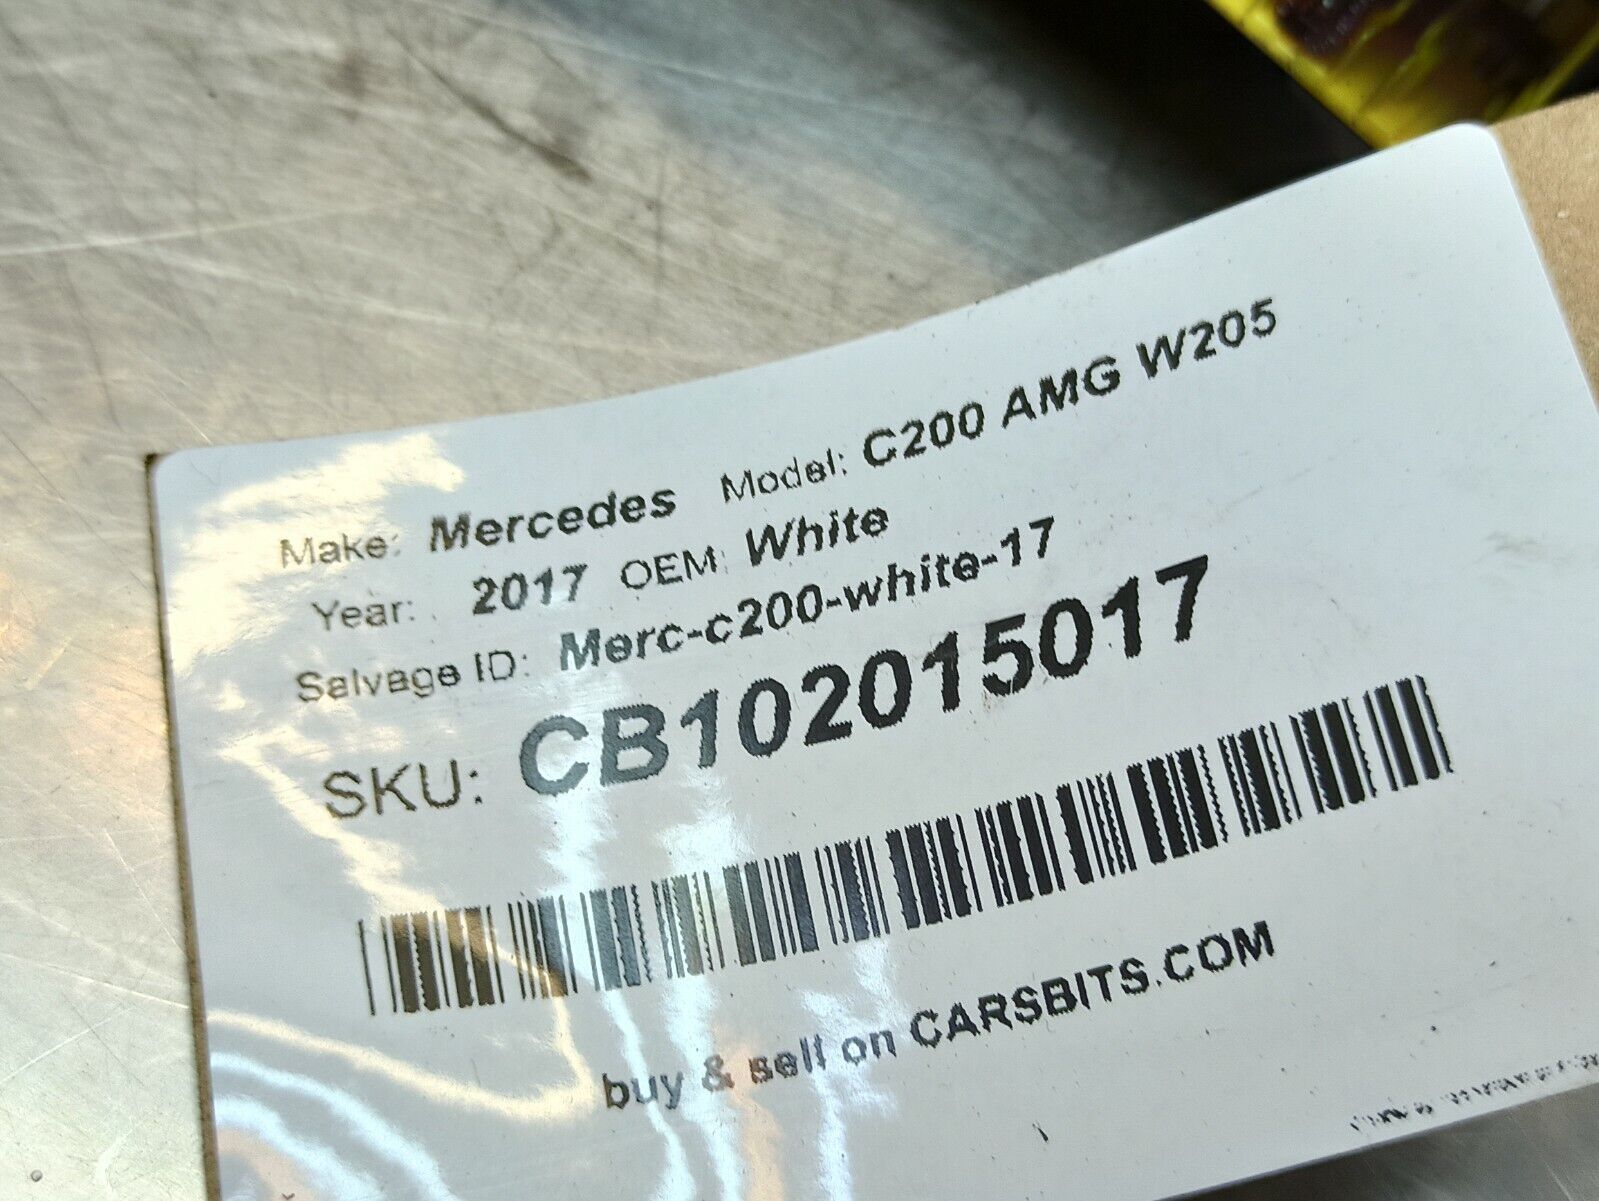 Make: Mercedes Model: C200 AMG W205
Year: 2017 OEM: White
Salvage ID: Merc-c200-white-17
SKU: CB102015017
buy & sell on CARSBITS.COM